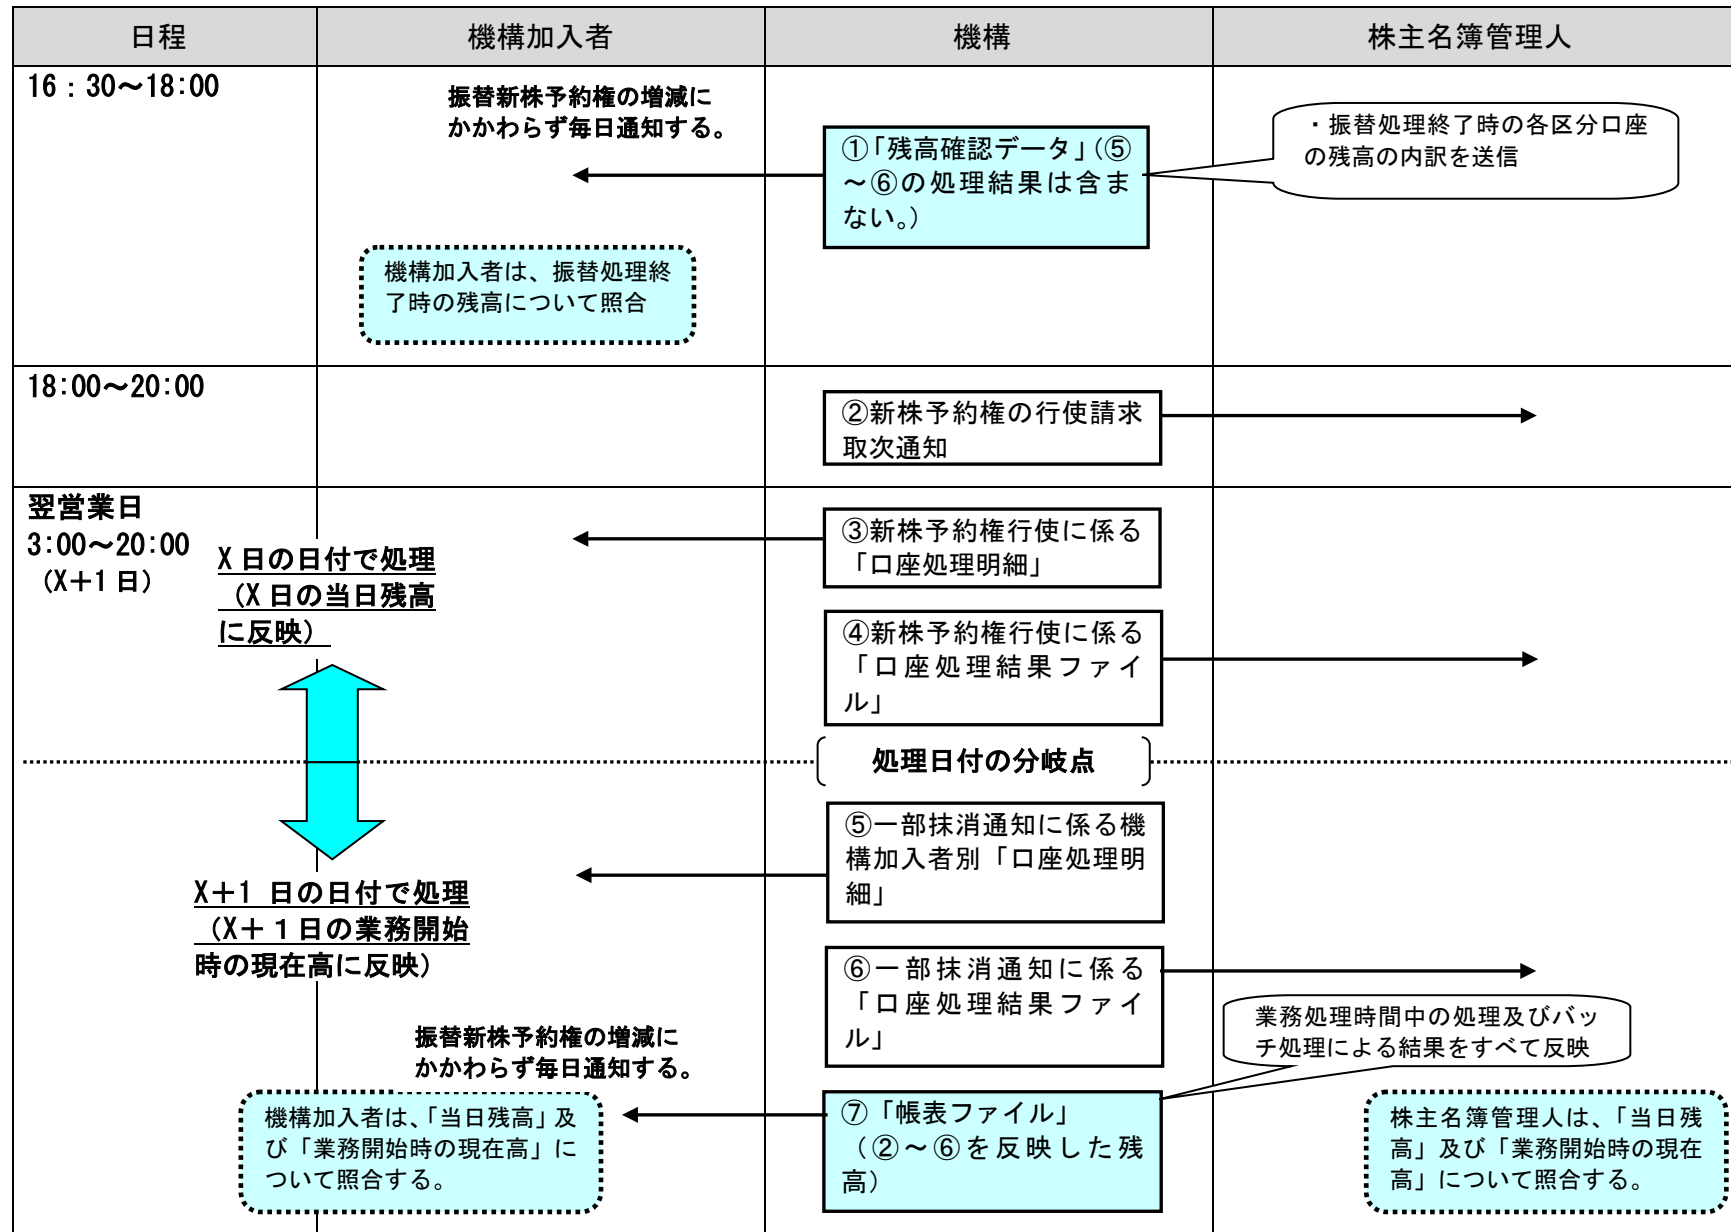 日程
機構加入者
機構
株主名簿管理人
16：30～18:00
振替新株予約権の増減に
かかわらず毎日通知する。
①「残高確認データ」（⑤
～⑥の処理結果は含ま
ない。）
・振替処理終了時の各区分口座
の残高の内訳を送信
機構加入者は、振替処理終
了時の残高について照合
18:00～20:00
②新株予約権の行使請求
取次通知
翌営業日
3:00～20:00
（X＋1 日）
X 日の日付で処理
（X 日の当日残高
に反映）
③新株予約権行使に係る
「口座処理明細」
④新株予約権行使に係る
「口座処理結果ファイ
ル」
処理日付の分岐点
⑤一部抹消通知に係る機
構加入者別「口座処理明
細」
X＋1 日の日付で処理
（X＋１日の業務開始
時の現在高に反映）
⑥一部抹消通知に係る
「口座処理結果ファイ
ル」
業務処理時間中の処理及びバッ
チ処理による結果をすべて反映
振替新株予約権の増減に
かかわらず毎日通知する。
機構加入者は、「当日残高」及
び「業務開始時の現在高」に
ついて照合する。
⑦「帳表ファイル」
（②～⑥を反映した残
高）
株主名簿管理人は、「当日残
高」及び「業務開始時の現在
高」について照合する。